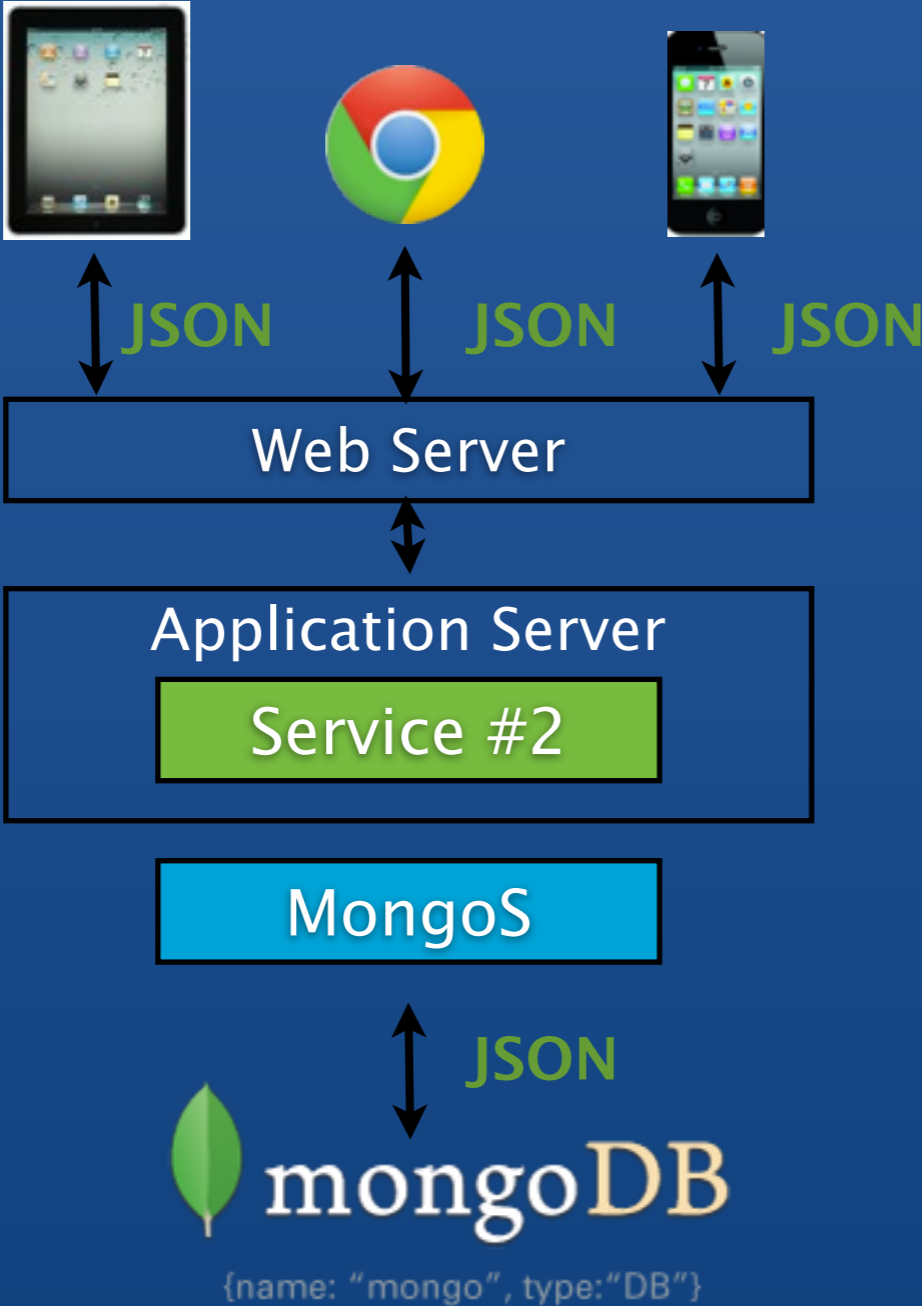 JSON JSON JSON
Web Server
Application Server
Service #2
MongoS
JSON
mongoDB
{name: “mongo”, type:“DB”}